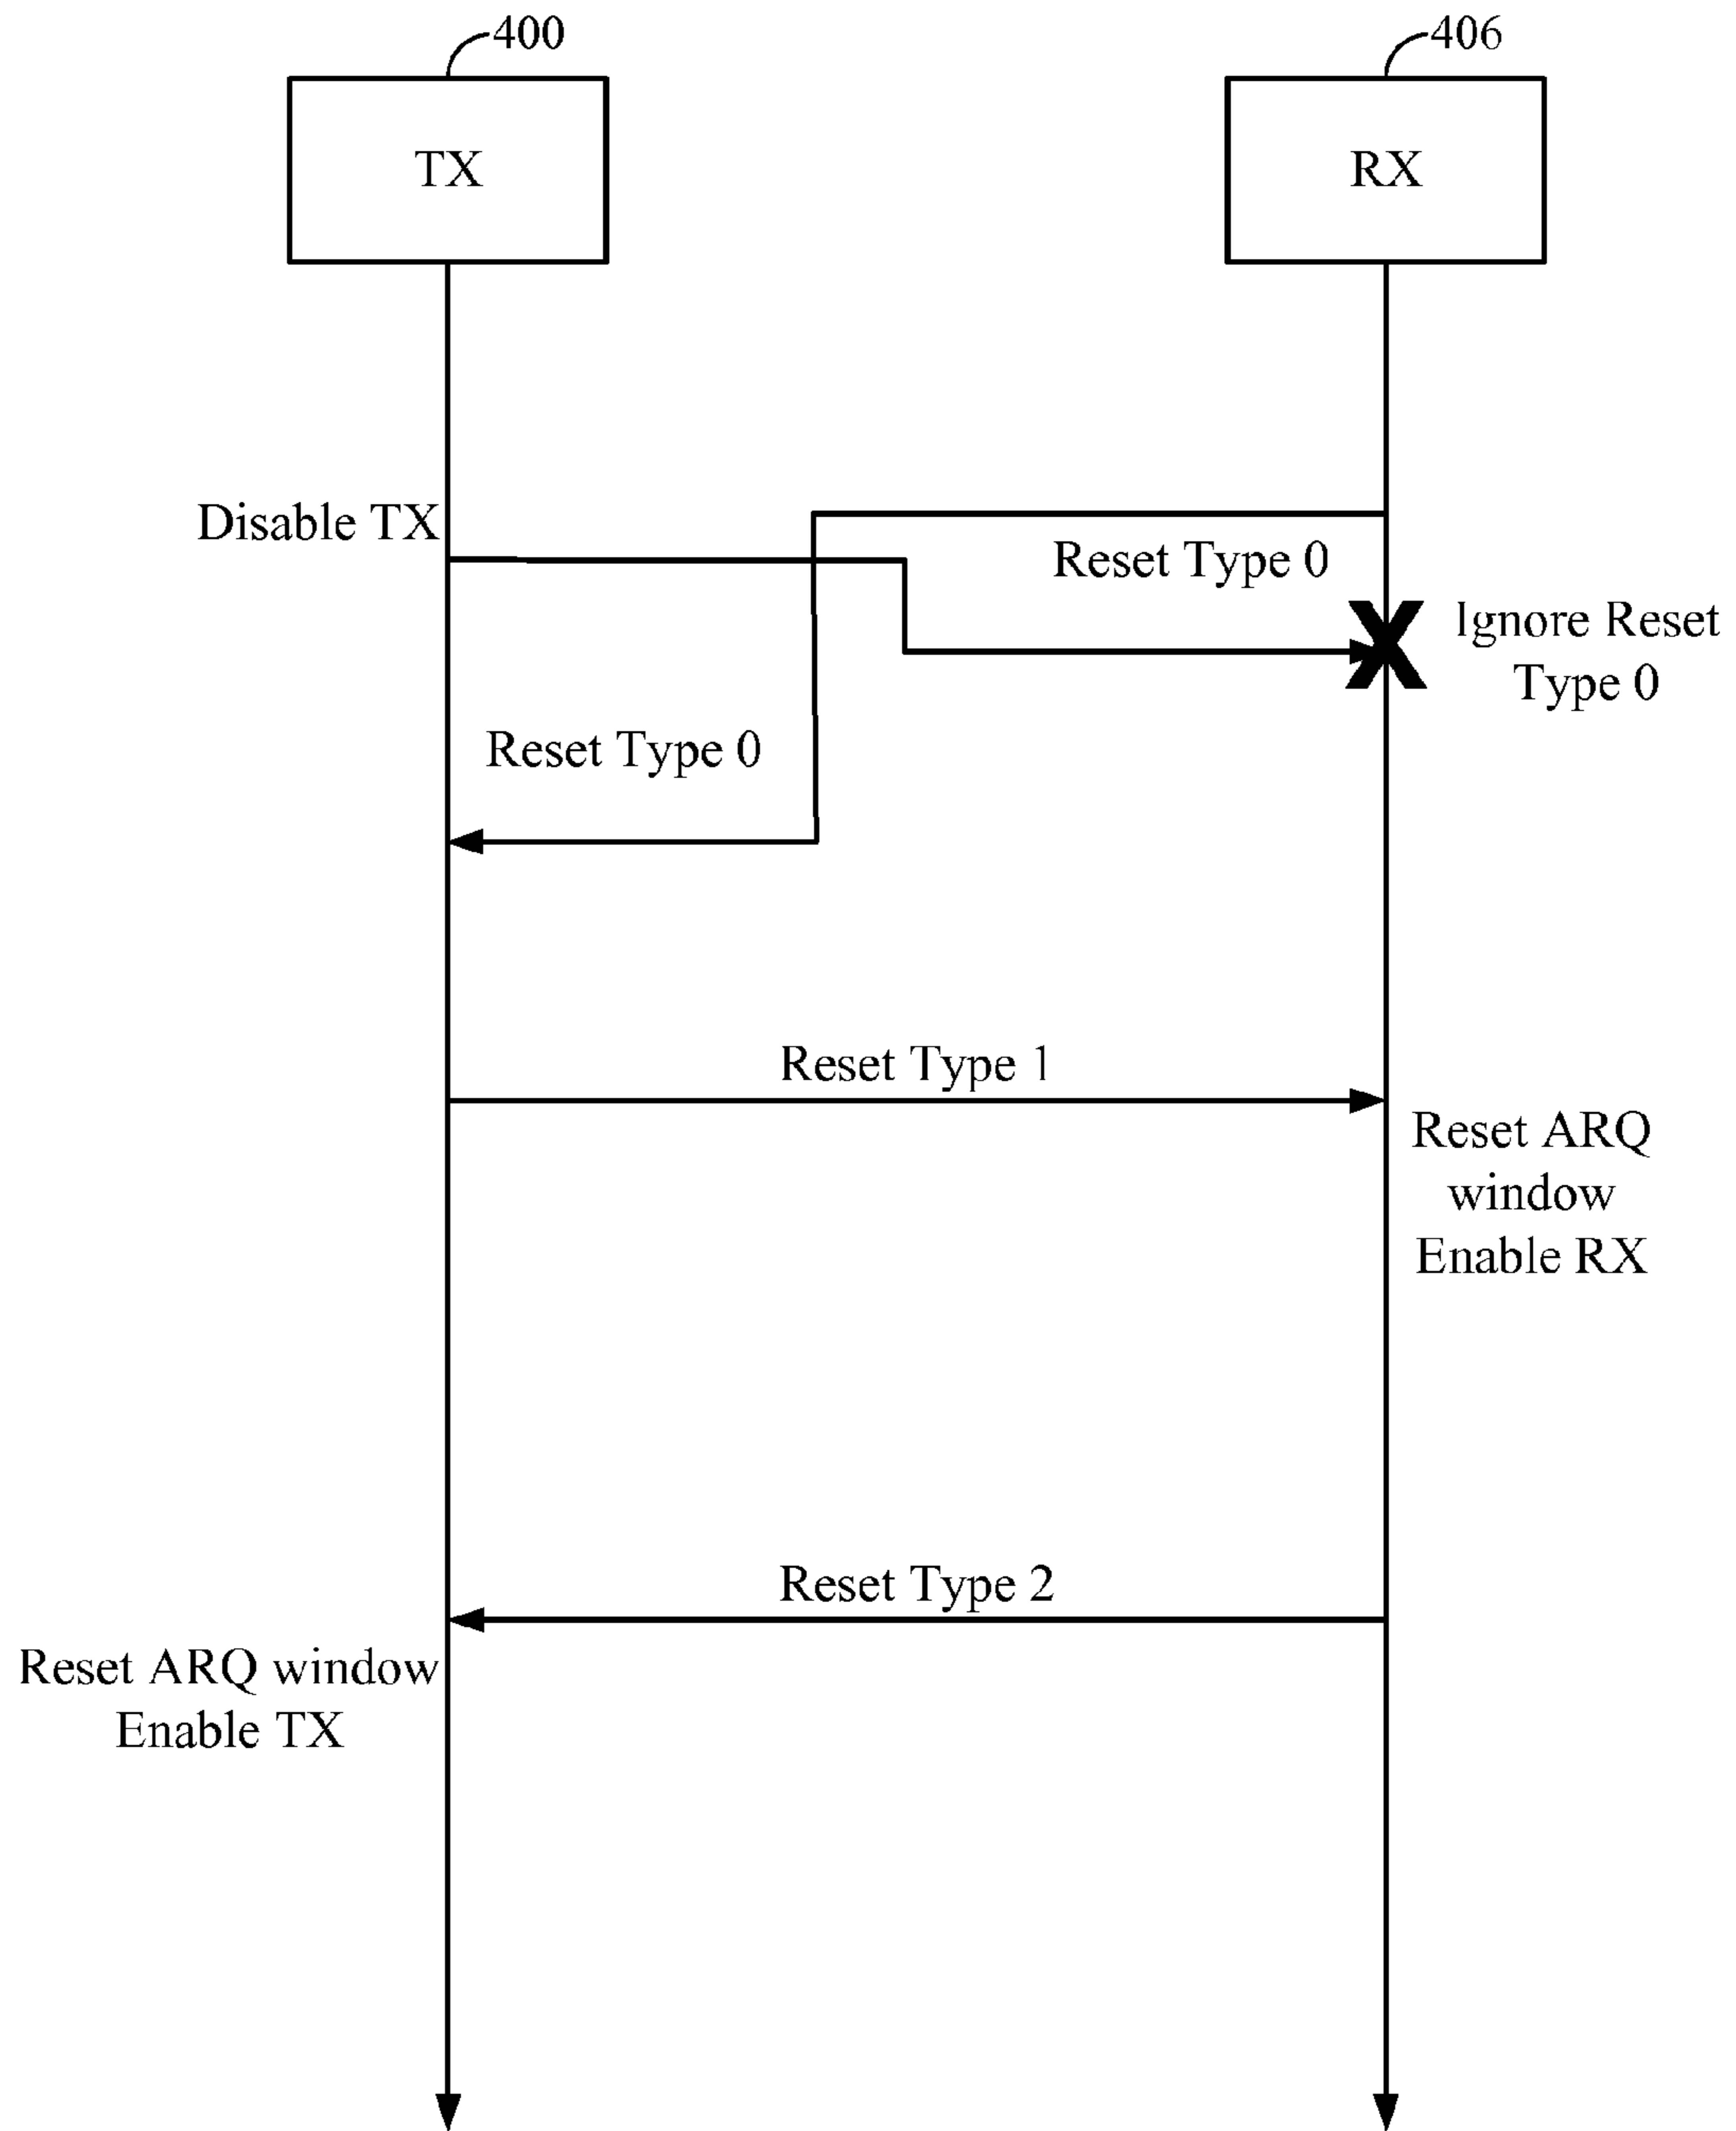 400
406
TX
RX
Disable TX
Reset Type 0
Ignore Reset
Type 0
Reset Type 0
Reset Type 1
Reset ARQ
window
Enable RX
Reset Type 2
Reset ARQ window
Enable TX